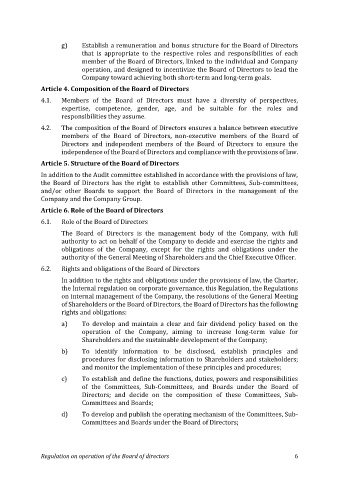 g) Establish a remuneration and bonus structure for the Board of Directors
that is appropriate to the respective roles and responsibilities of each
member of the Board of Directors, linked to the individual and Company
operation, and designed to incentivize the Board of Directors to lead the
Company toward achieving both short-term and long-term goals.
Article 4. Composition of the Board of Directors
4.1. Members of the Board of Directors must have a diversity of perspectives,
expertise, competence, gender, age, and be suitable for the roles and
responsibilities they assume.
4.2. The composition of the Board of Directors ensures a balance between executive
members of the Board of Directors, non-executive members of the Board of
Directors and independent members of the Board of Directors to ensure the
independence of the Board of Directors and compliance with the provisions of law.
Article 5. Structure of the Board of Directors
In addition to the Audit committee established in accordance with the provisions of law,
the Board of Directors has the right to establish other Committees, Sub-committees,
and/or other Boards to support the Board of Directors in the management of the
Company and the Company Group.
Article 6. Role of the Board of Directors
6.1. Role of the Board of Directors
The Board of Directors is the management body of the Company, with full
authority to act on behalf of the Company to decide and exercise the rights and
obligations of the Company, except for the rights and obligations under the
authority of the General Meeting of Shareholders and the Chief Executive Officer.
6.2. Rights and obligations of the Board of Directors
In addition to the rights and obligations under the provisions of law, the Charter,
the Internal regulation on corporate governance, this Regulation, the Regulations
on internal management of the Company, the resolutions of the General Meeting
of Shareholders or the Board of Directors, the Board of Directors has the following
rights and obligations:
a) To develop and maintain a clear and fair dividend policy based on the
operation of the Company, aiming to increase long-term value for
Shareholders and the sustainable development of the Company;
b) To identify information to be disclosed, establish principles and
procedures for disclosing information to Shareholders and stakeholders;
and monitor the implementation of these principles and procedures;
c) To establish and define the functions, duties, powers and responsibilities
of the Committees, Sub-Committees, and Boards under the Board of
Directors; and decide on the composition of these Committees, Sub-
Committees and Boards;
d) To develop and publish the operating mechanism of the Committees, Sub-
Committees and Boards under the Board of Directors;
Regulation on operation of the Board of directors 6